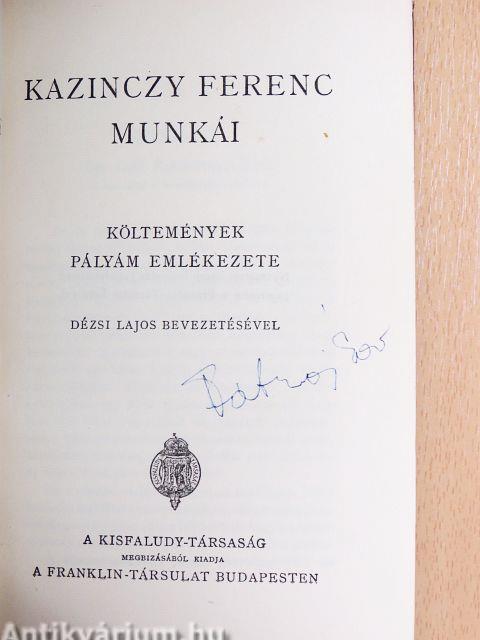 KAZINCZY FERENC
MUNKÁI
KÖLTEMÉNYEK
PÁLYÁM EMLÉKEZETE
DÉZSI LAJOS BEVEZETÉSÉVEL
A KISFALUDY-TÁRSASÁG
MEGBIZÁSÁBÓL KIADJA
A FRANKLIN-TÁRSULAT BUDAPESTEN
Antikvárium.hu